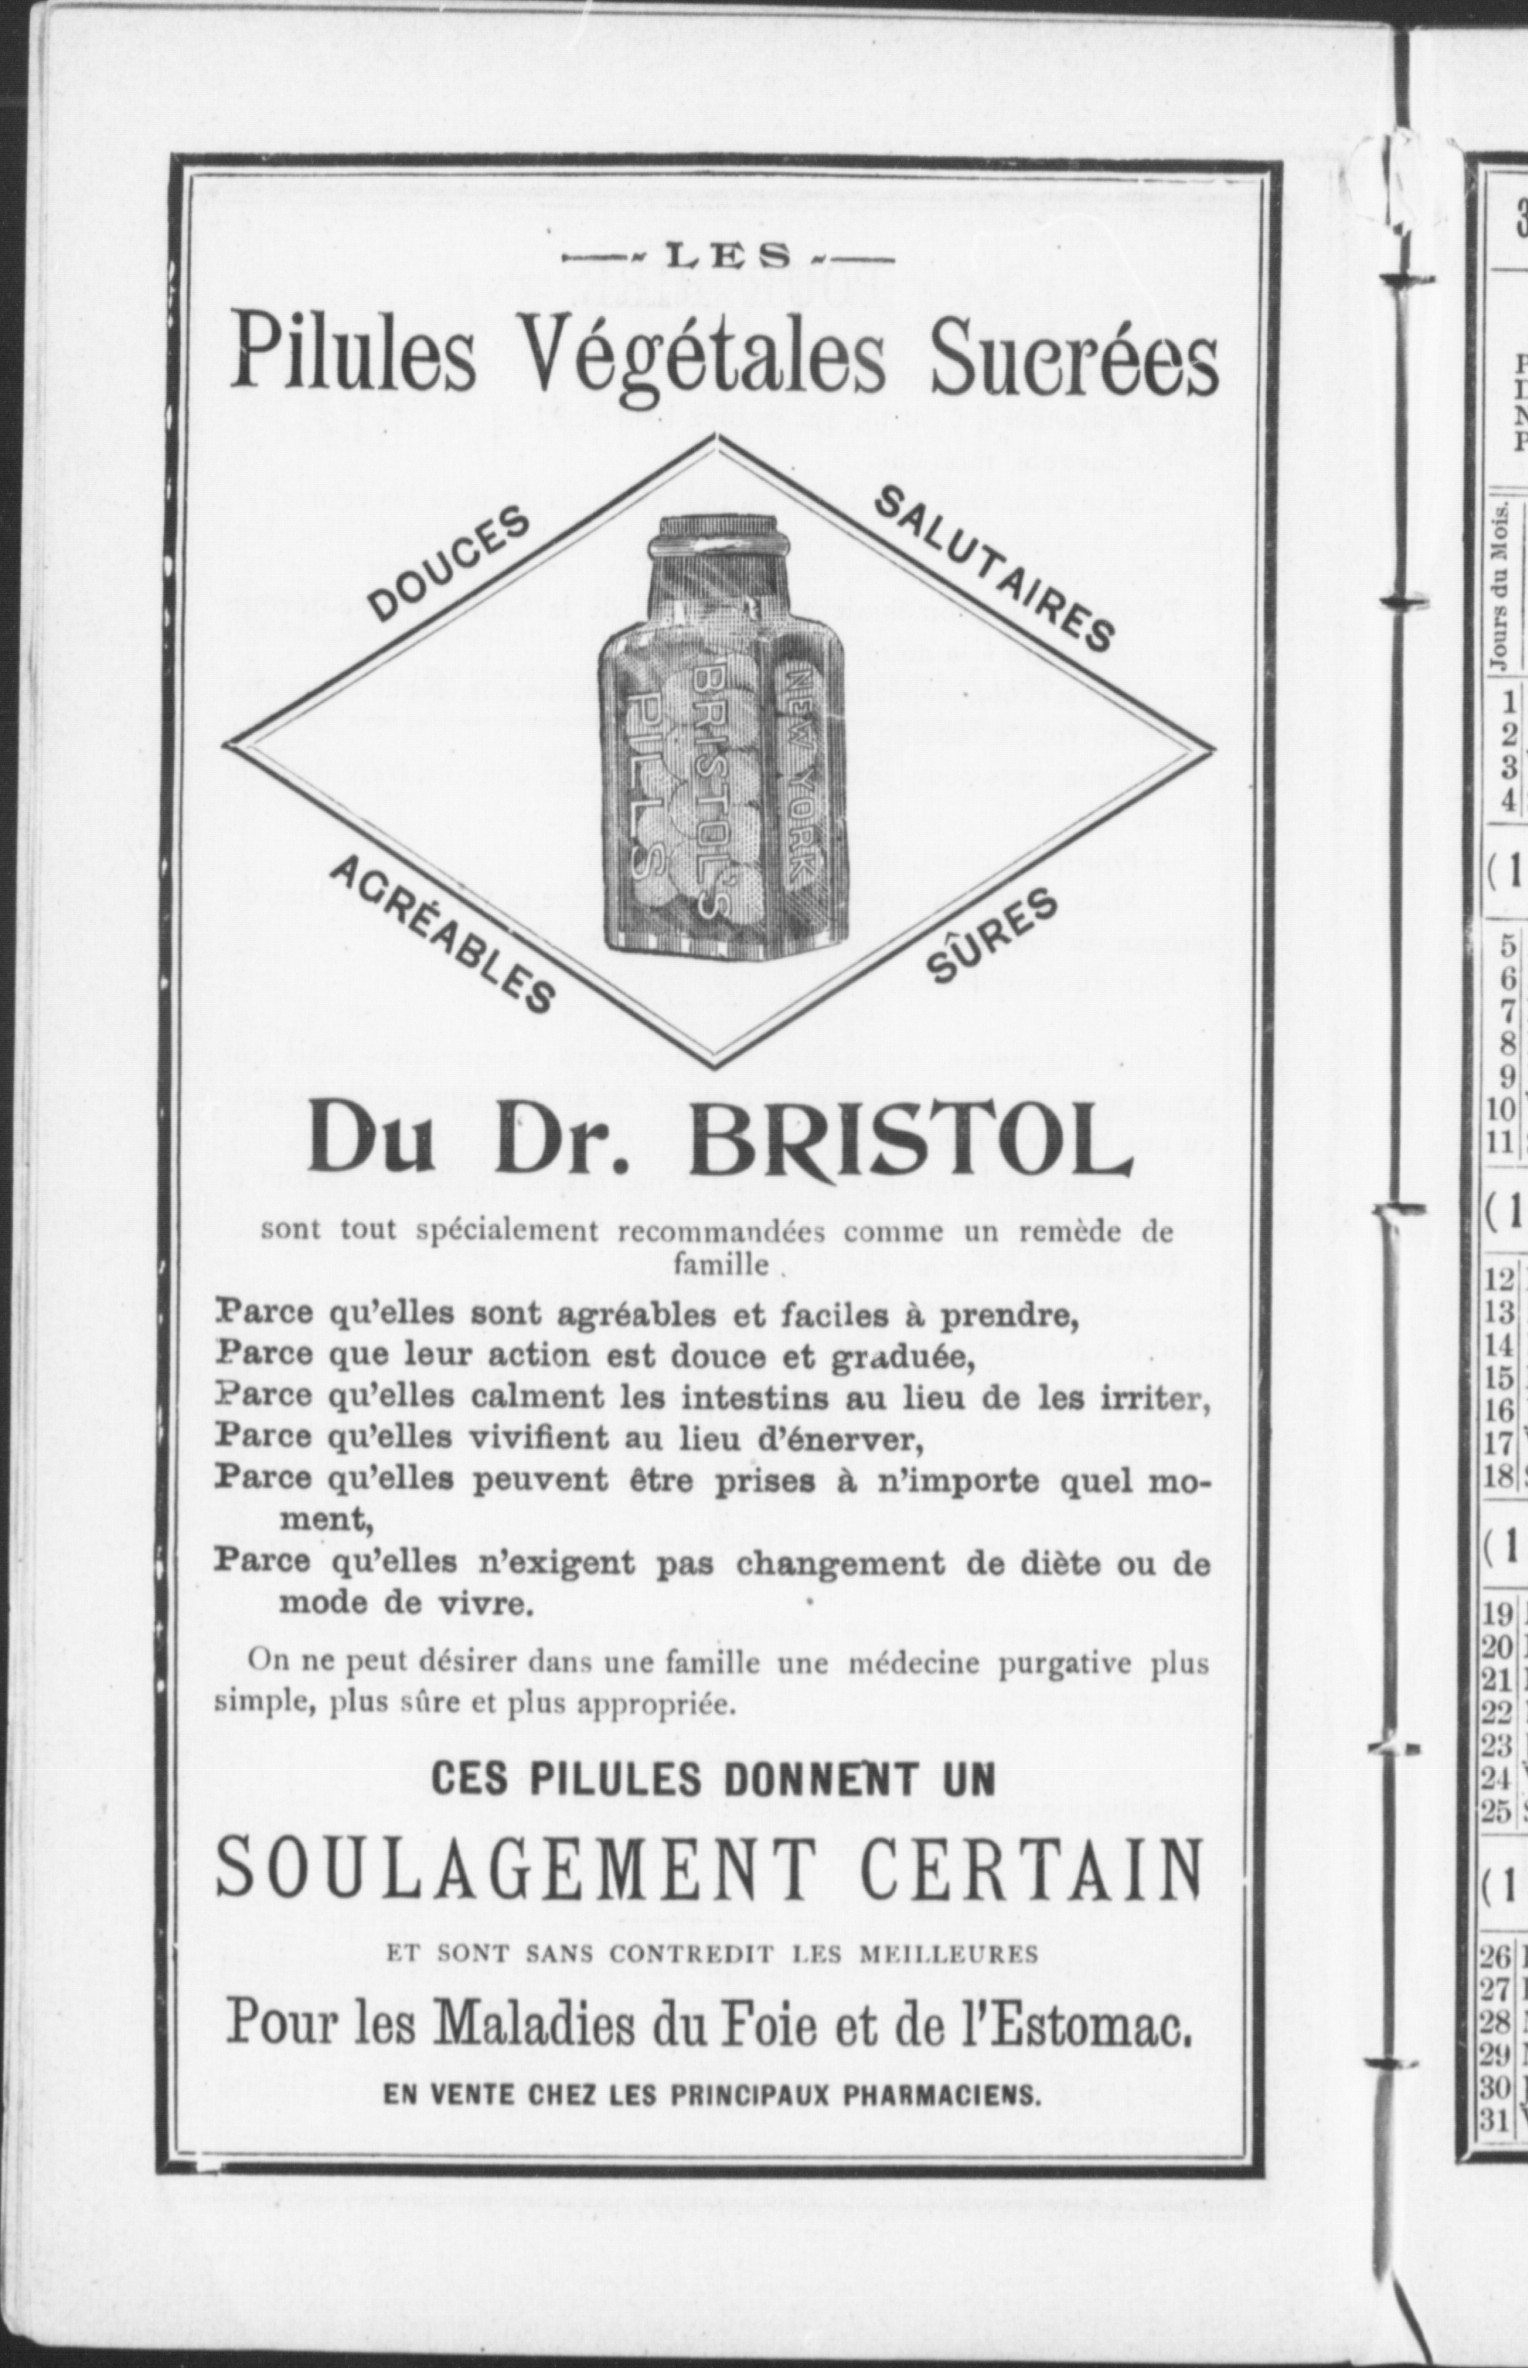 LES
Pilules Végétales Sucrées
DOUCES
SALUTAIRES
PILLS
BRISTOL'S
NEW YORK
AGRÉABLES
SÛRES
Du Dr. BRISTOL
sont tout spécialement recommandées comme un remède de
famille.
Parce qu'elles sont agréables et faciles à prendre,
Parce que leur action est douce et graduée,
Parce qu'elles calment les intestins au lieu de les irriter,
Parce qu'elles vivifient au lieu d'énerver,
Parce qu'elles peuvent être prises à n'importe quel mo-
ment,
Parce qu'elles n'exigent pas changement de diète ou de
mode de vivre.
On ne peut désirer dans une famille une médecine purgative plus
simple, plus sûre et plus appropriée.
CES PILULES DONNENT UN
SOULAGEMENT CERTAIN
ET SONT SANS CONTREDIT LES MEILLEURES
Pour les Maladies du Foie et de l'Estomac.
EN VENTE CHEZ LES PRINCIPAUX PHARMACIENS.
Jours du Mois.
1
2
3
4
(1
5
6
7
8
9
10
11
(1
12
13
14
15
16
17
18
(1
19
20
21
22
23
24
25
(1
26
27
28
29
30
31